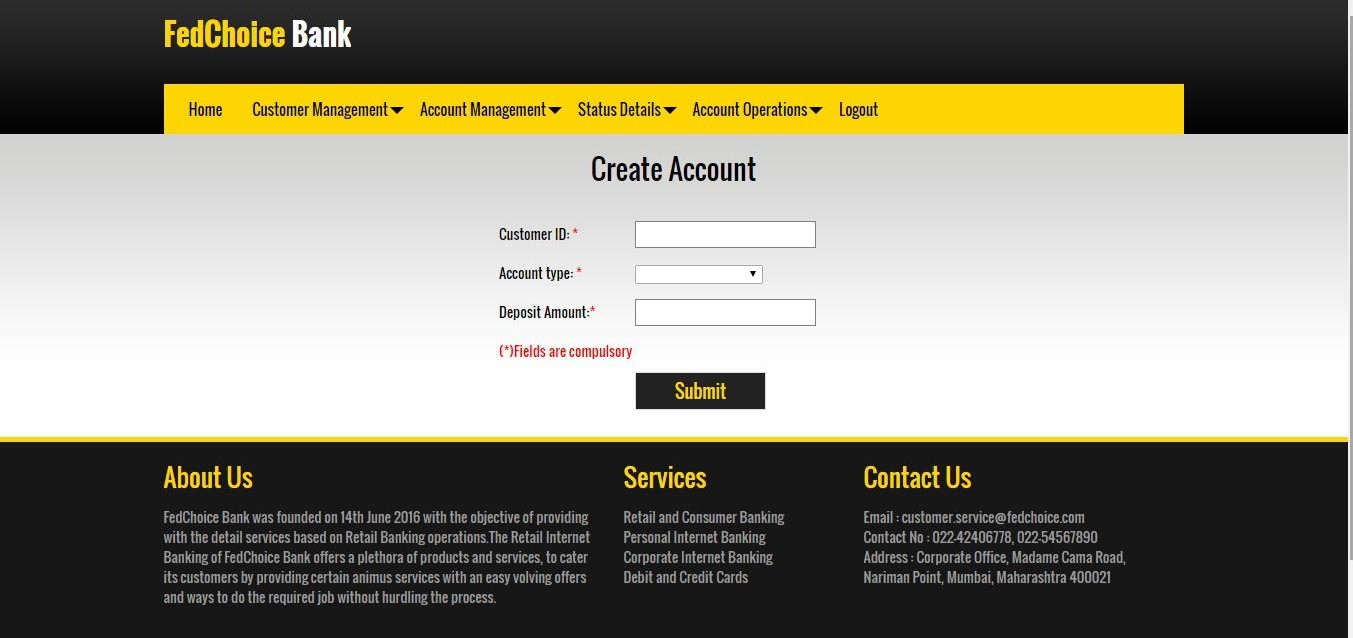 FedChoice Bank
Home Customer Management Account Management Status Details Account Operations Logout
Create Account
Customer ID: *
Account type: *
Deposit Amount:*
(*)Fields are compulsory
Submit
About Us
FedChoice Bank was founded on 14th June 2016 with the objective of providing
with the detail services based on Retail Banking operations.The Retail Internet
Banking of FedChoice Bank offers a plethora of products and services, to cater
its customers by providing certain animus services with an easy volving offers
and ways to do the required job without hurdling the process.
Services
Retail and Consumer Banking
Personal Internet Banking
Corporate Internet Banking
Debit and Credit Cards
Contact Us
Email : customer.service@fedchoice.com
Contact No : 022-42406778, 022-54567890
Address : Corporate Office, Madame Cama Road,
Nariman Point, Mumbai, Maharashtra 400021